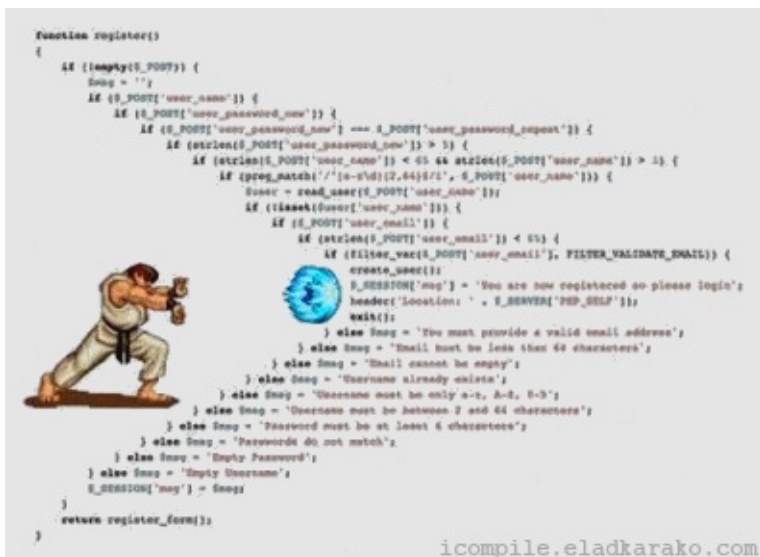 function register()
{
if (!empty($_POST)) {
$msg = '';
if ($_POST['user_name']) {
if ($_POST['user_password_new']) {
if ($_POST['user_password_new'] === $_POST['user_password_repeat']) {
if (strlen($_POST['user_password_new']) > 5) {
if (strlen($_POST['user_name']) < 65 && strlen($_POST['user_name']) > 1) {
if (preg_match('/^[a-z\d]{2,64}$/i', $_POST['user_name'])) {
$user = read_user($_POST['user_name']);
if (!isset($user['user_name'])) {
if ($_POST['user_email']) {
if (strlen($_POST['user_email']) < 65) {
if (filter_var($_POST['user_email'], FILTER_VALIDATE_EMAIL)) {
create_user();
$_SESSION['msg'] = 'You are now registered so please login';
header('Location: ' . $_SERVER['PHP_SELF']);
exit();
} else $msg = 'You must provide a valid email address';
} else $msg = 'Email must be less than 64 characters';
} else $msg = 'Email cannot be empty';
} else $msg = 'Username already exists';
} else $msg = 'Username must be only a-z, A-Z, 0-9';
} else $msg = 'Username must be between 2 and 64 characters';
} else $msg = 'Password must be at least 6 characters';
} else $msg = 'Passwords do not match';
} else $msg = 'Empty Password';
} else $msg = 'Empty Username';
$_SESSION['msg'] = $msg;
}
return register_form();
}
icompile.eladkarako.com